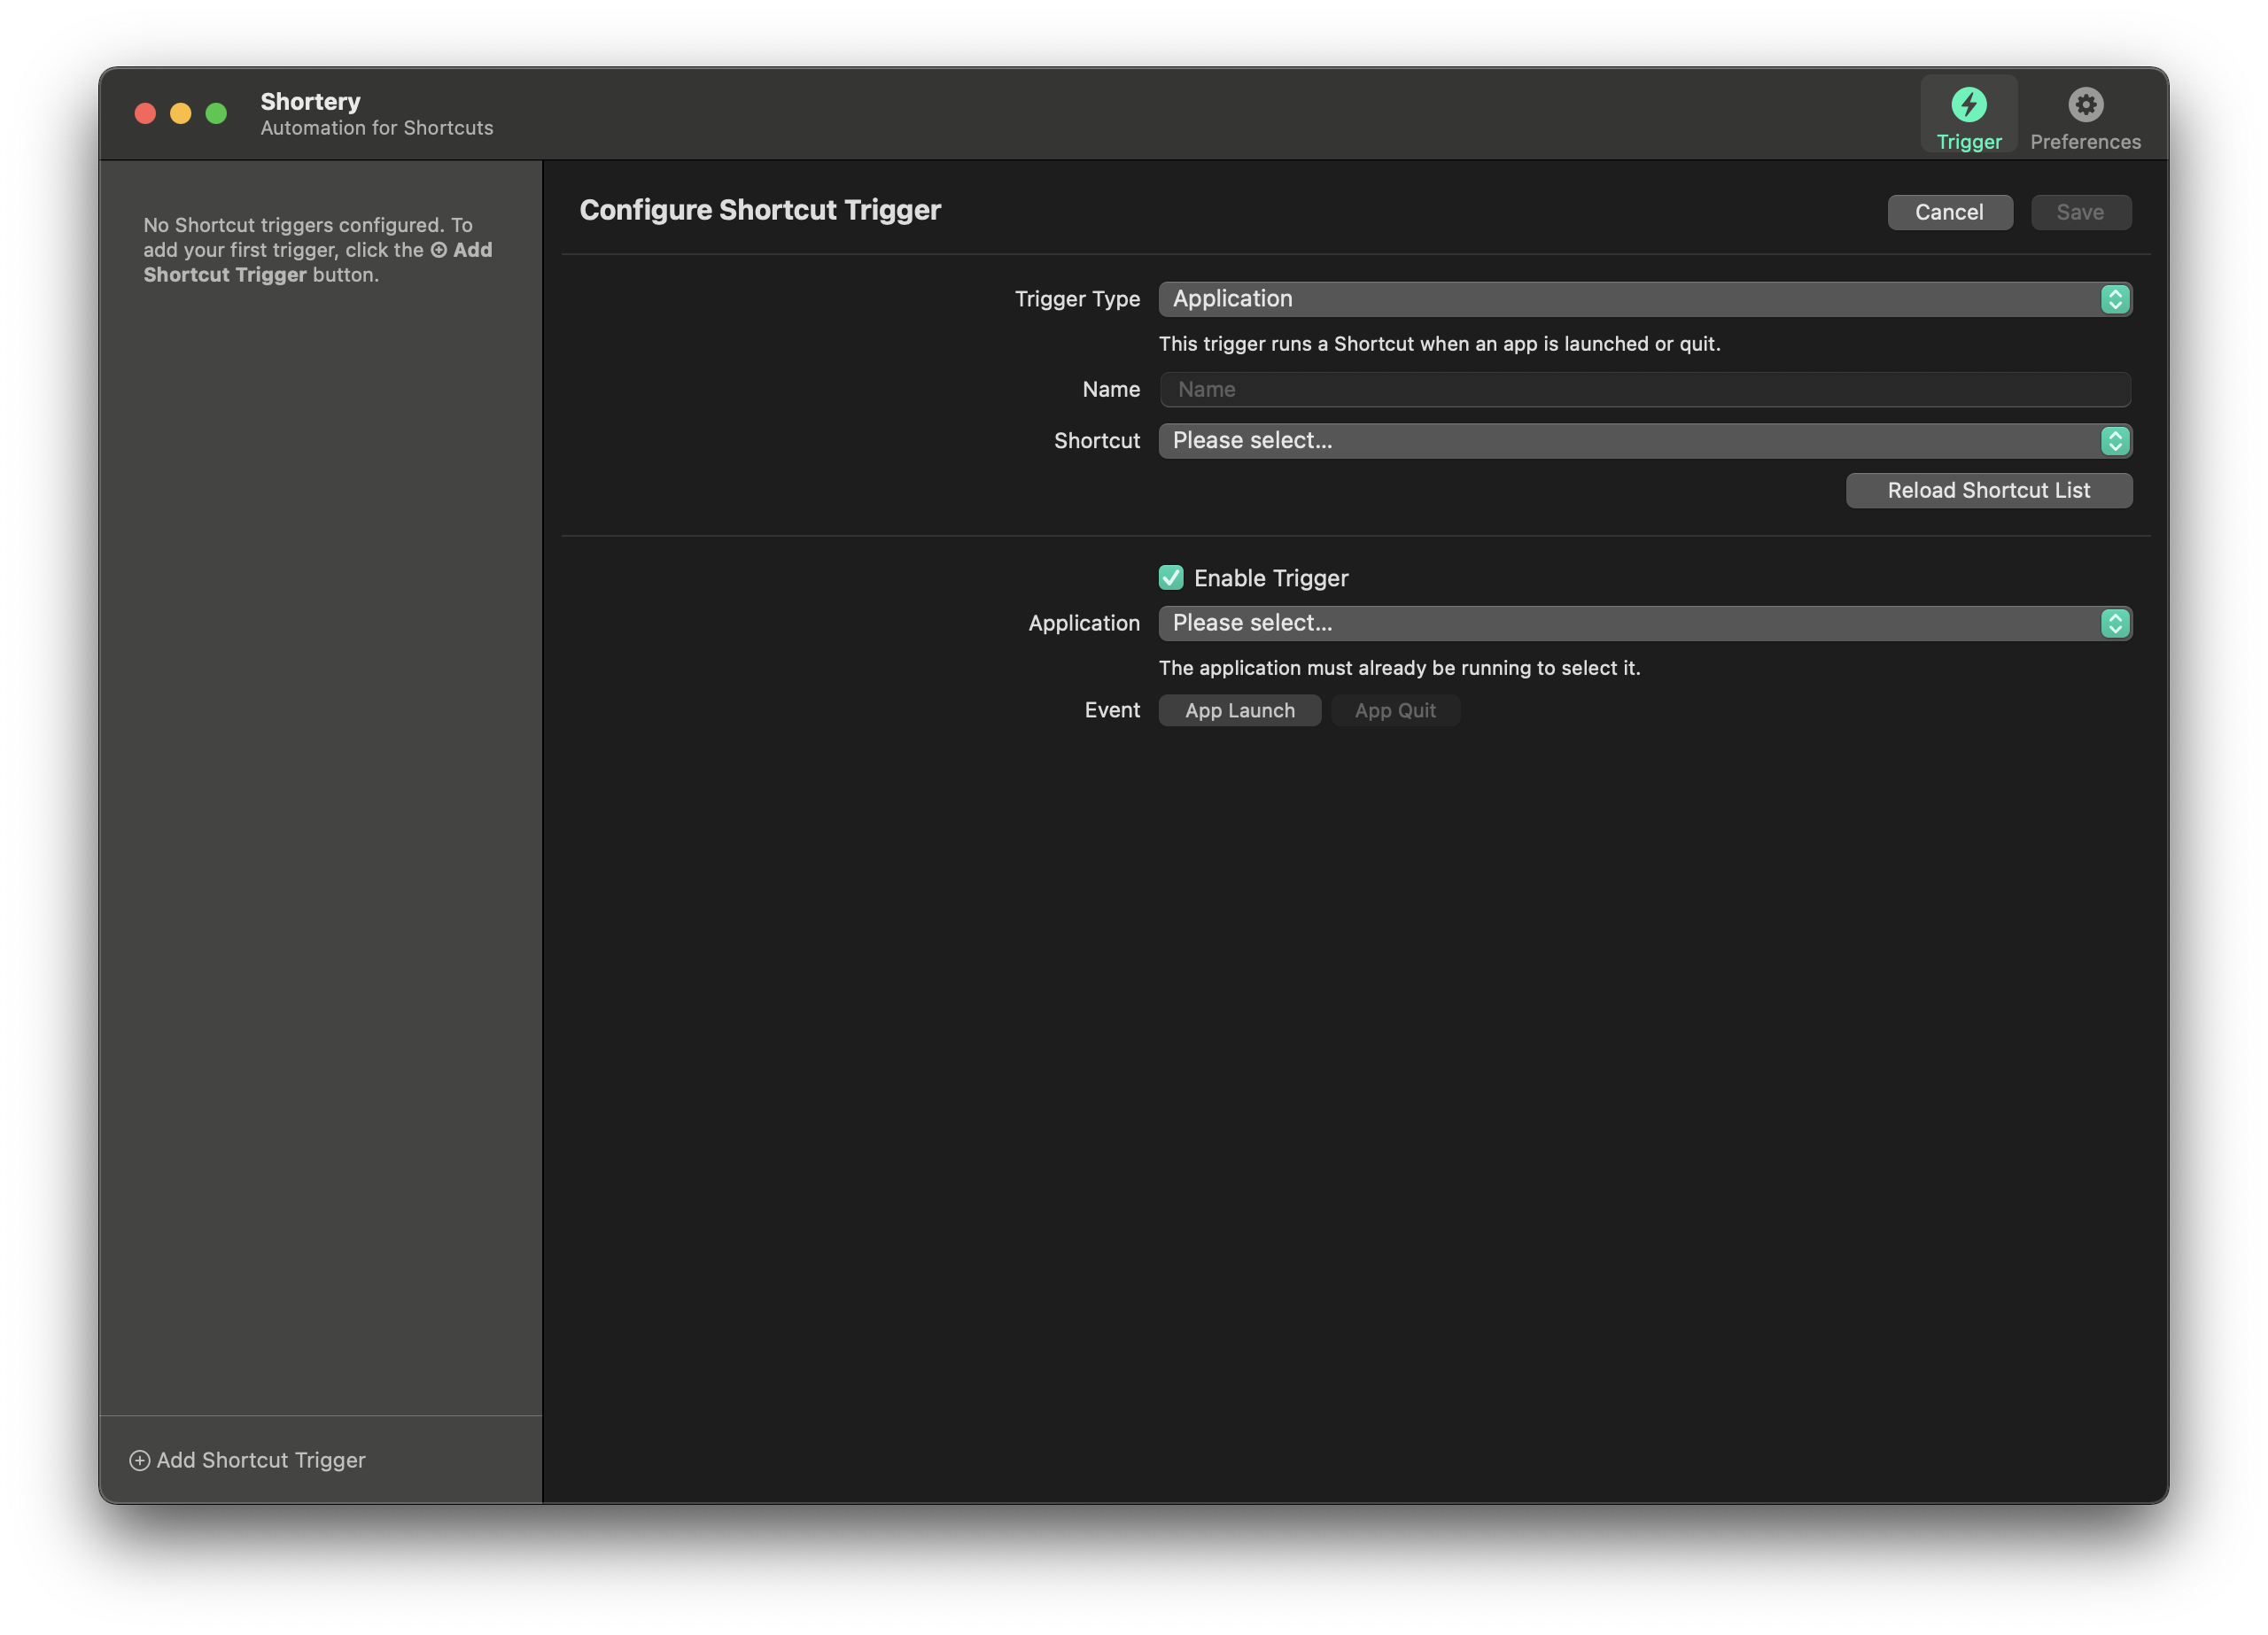 Shortery
Automation for Shortcuts
Trigger
Preferences
No Shortcut triggers configured. To
add your first trigger, click the ⊕ Add
Shortcut Trigger button.
Configure Shortcut Trigger
Cancel
Save
Trigger Type
Application
This trigger runs a Shortcut when an app is launched or quit.
Name
Name
Shortcut
Please select...
Reload Shortcut List
Enable Trigger
Application
Please select...
The application must already be running to select it.
Event
App Launch
App Quit
Add Shortcut Trigger